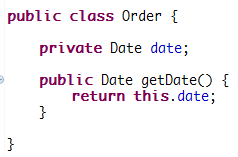 public class Order {
private Date date;
public Date getDate() {
return this.date;
}
}